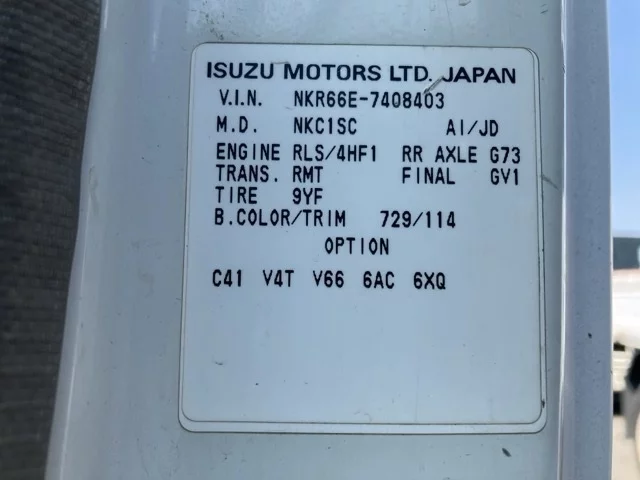 ISUZU MOTORS LTD. JAPAN
V.I.N. NKR66E-7408403
M.D. NKC1SC AI/JD
ENGINE RLS/4HF1 RR AXLE G73
TRANS. RMT FINAL GV1
TIRE 9YF
B.COLOR/TRIM 729/114
OPTION
C41 V4T V66 6AC 6XQ